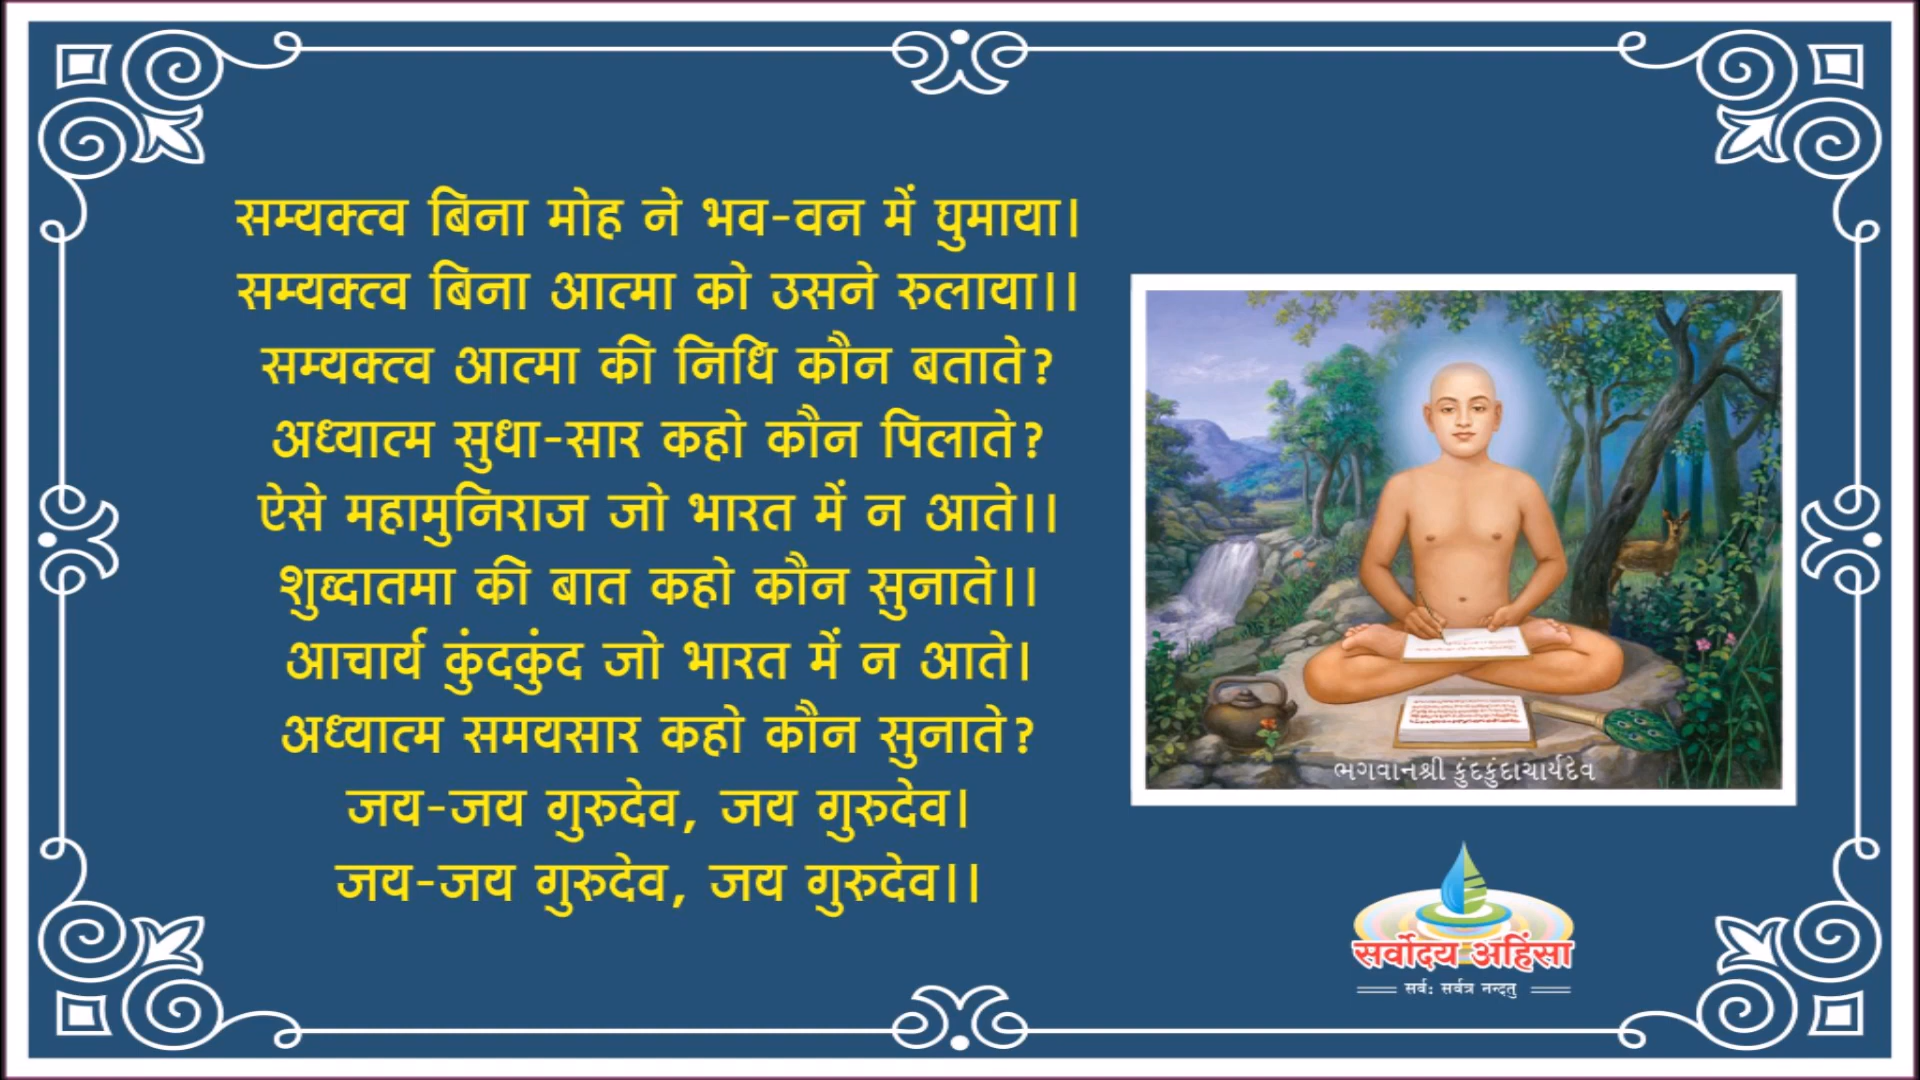 सम्यक्त्व बिना मोह ने भव-वन में घुमाया।
सम्यक्त्व बिना आत्मा को उसने रुलाया।।
सम्यक्त्व आत्मा की निधि कौन बताते?
अध्यात्म सुधा-सार कहो कौन पिलाते?
ऐसे महामुनिराज जो भारत में न आते।।
शुद्धातमा की बात कहो कौन सुनाते।।
आचार्य कुंदकुंद जो भारत में न आते।
अध्यात्म समयसार कहो कौन सुनाते?
जय-जय गुरुदेव, जय गुरुदेव।
जय-जय गुरुदेव, जय गुरुदेव।।
ભગવાનશ્રી કુંદકુંદાચાર્યદેવ
सर्वोदय अहिंसा
सर्वः सर्वत्र नन्दतु